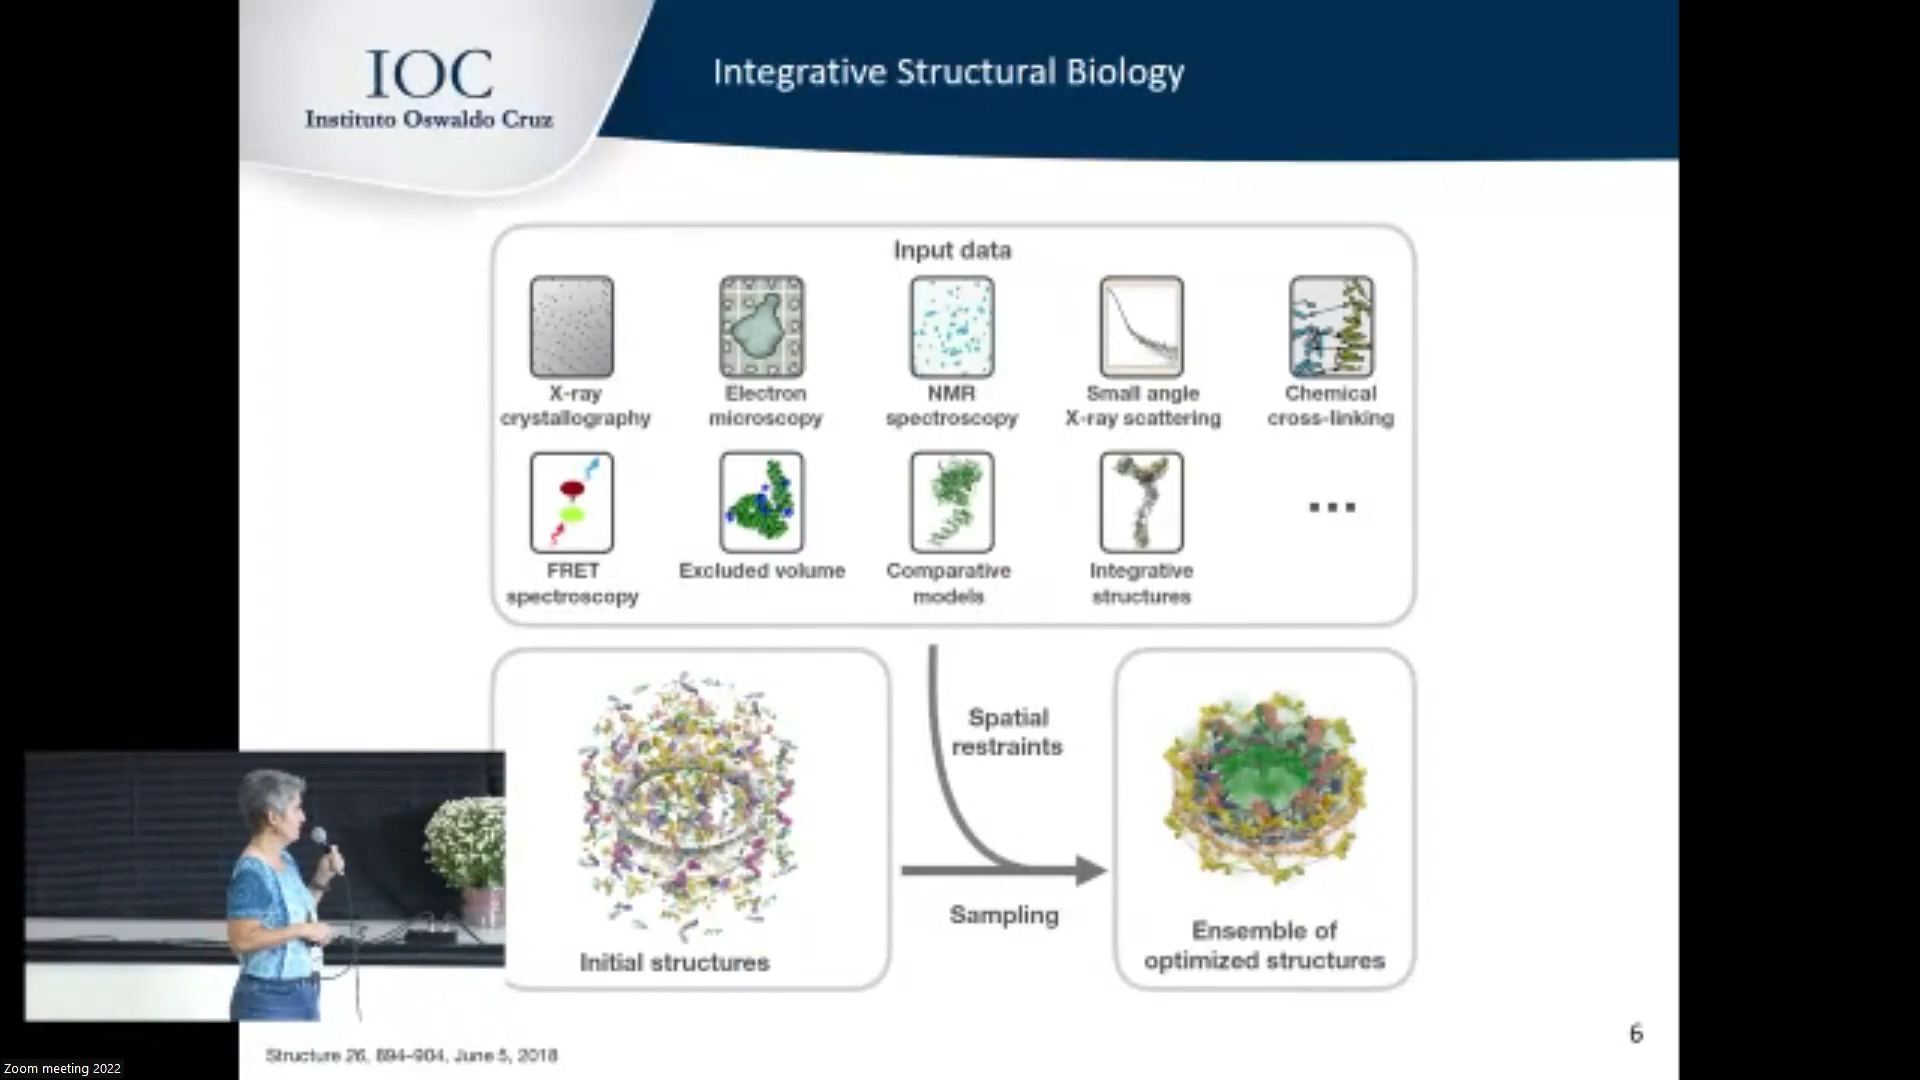 IOC
Instituto Oswaldo Cruz
Integrative Structural Biology
Input data
X-ray
crystallography
Electron
microscopy
NMR
spectroscopy
Small angle
X-ray scattering
Chemical
cross-linking
FRET
spectroscopy
Excluded volume
Comparative
models
Integrative
structures
...
Spatial
restraints
Sampling
Initial structures
Ensemble of
optimized structures
6
Structure 26, 894–904, June 5, 2018
Zoom meeting 2022